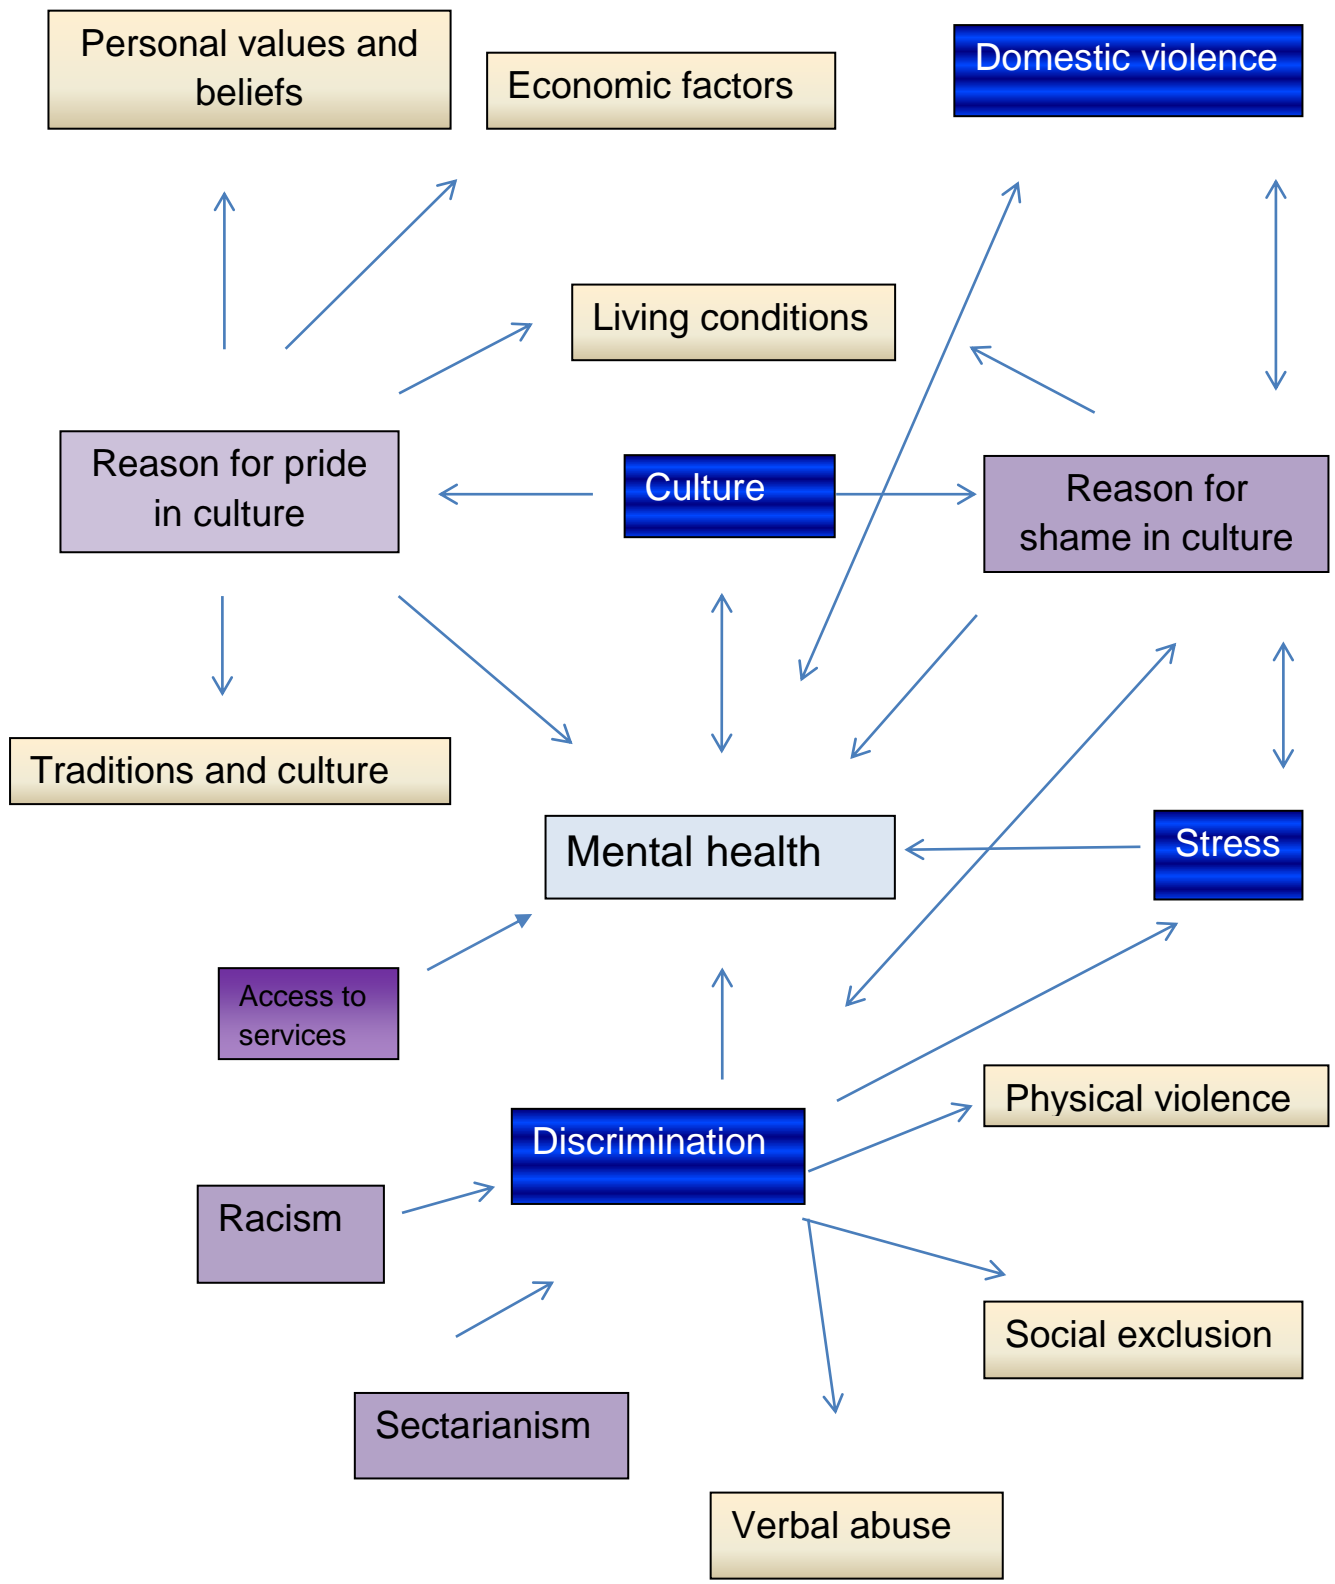 Personal values and
beliefs
Economic factors
Domestic violence
Living conditions
Reason for pride
in culture
Culture
Reason for
shame in culture
Traditions and culture
Mental health
Stress
Access to
services
Physical violence
Discrimination
Racism
Social exclusion
Sectarianism
Verbal abuse